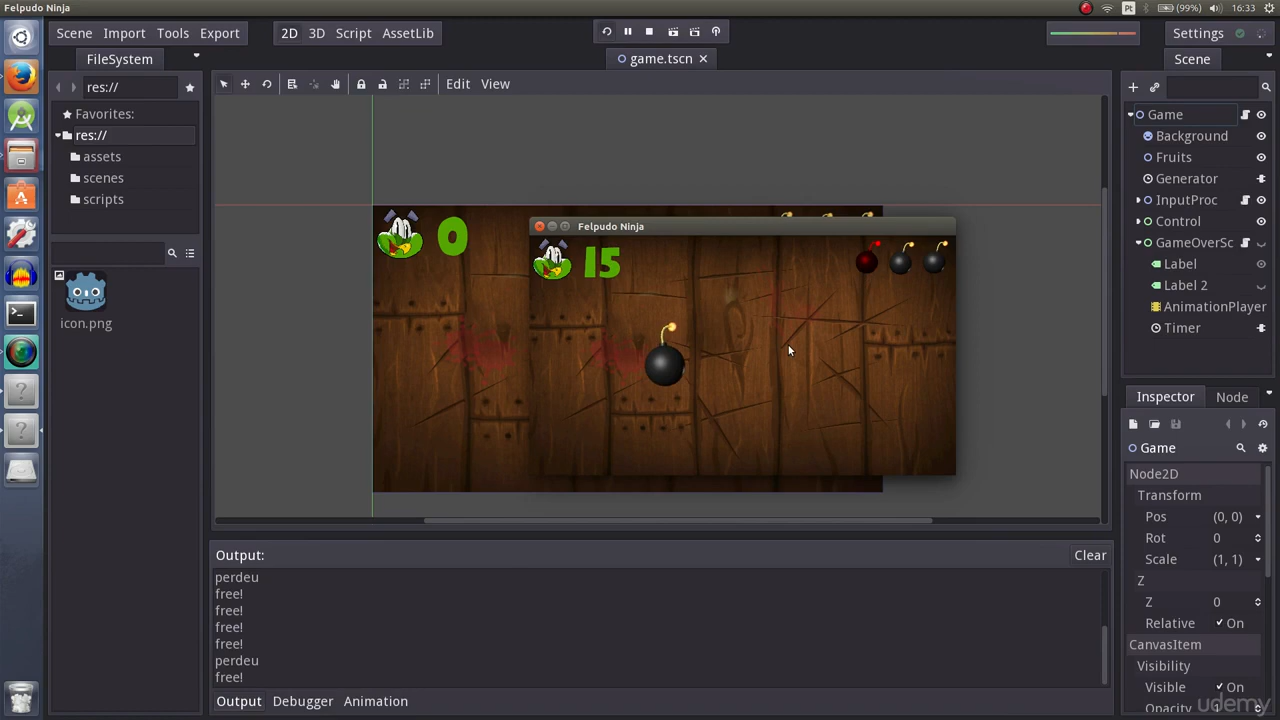 Felpudo Ninja
Pt
(99%)
16:33
Scene Import Tools Export
2D 3D Script AssetLib
Settings
FileSystem
game.tscn
Scene
res://
Edit View
Favorites:
res://
assets
scenes
scripts
icon.png
0
Felpudo Ninja
15
Game
Background
Fruits
Generator
InputProc
Control
GameOverSc
Label
Label 2
AnimationPlayer
Timer
Inspector Node
Game
Node2D
Transform
Pos (0, 0)
Rot 0
Scale (1, 1)
Z
Z 0
Relative On
CanvasItem
Visibility
Visible On
Opacity 1
Output:
Clear
perdeu
free!
free!
free!
free!
perdeu
free!
Output Debugger Animation
udemy